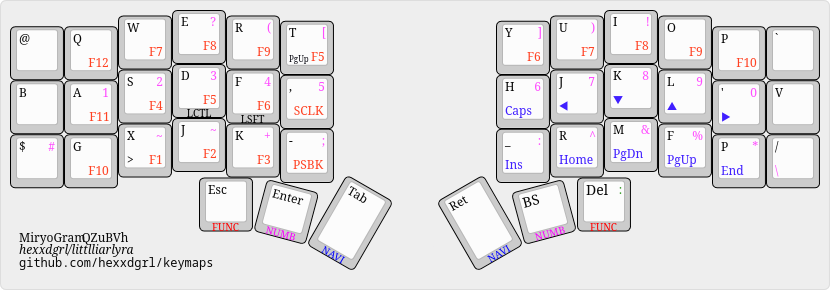 @ Q F12 W F7 E ? F8 R ( F9 T [ PgUp F5 Y ] F6 U ) F7 I ! F8 O F9 P F10 `
B A 1 F11 S 2 F4 D 3 F5 LCTL F 4 F6 LSFT , 5 SCLK H 6 Caps J 7 ◀ K 8 ▼ L 9 ▲ ' 0 ▶ V
$ # G F10 X ~ > F1 J ~ F2 K + F3 - ; PSBK _ : Ins R ^ Home M & PgDn F % PgUp P * End / \
Esc FUNC Enter NUMB Tab NAVI Ret NAVI BS NUMB Del : FUNC
MiryoGramQZuBVh
hexxdgrl/littlliarlyra
github.com/hexxdgrl/keymaps